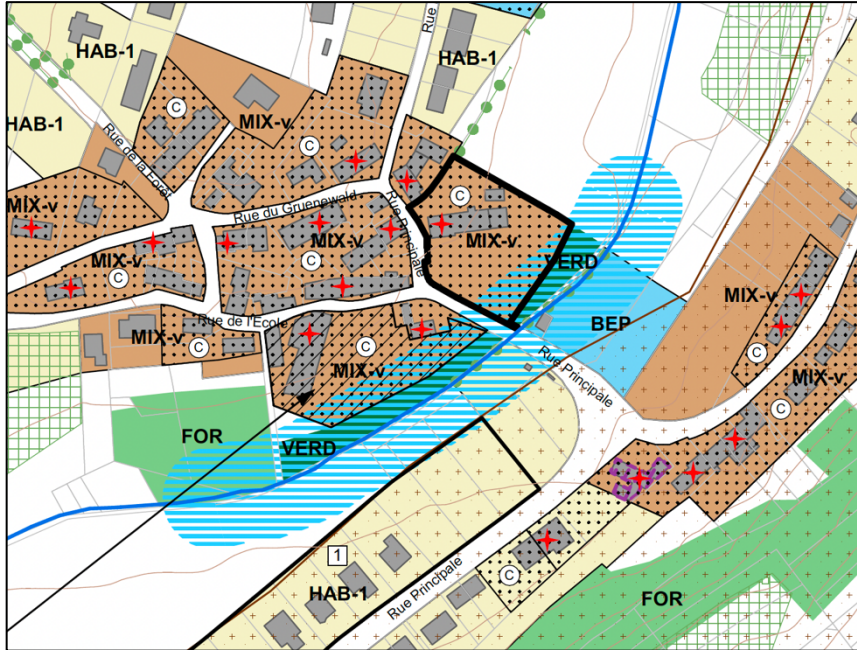 HAB-1
HAB-1
Rue
HAB-1
MIX-v
C
C
C
Rue de la Forêt
Rue du Gruenewald
Rue Principale
MIX-v
MIX-v
MIX-v
MIX-v
C
C
VERD
MIX-v
C
Rue de l'Ecole
MIX-v
C
MIX-v
C
BEP
Rue Principale
MIX-v
C
C
FOR
VERD
1
HAB-1
Rue Principale
C
FOR